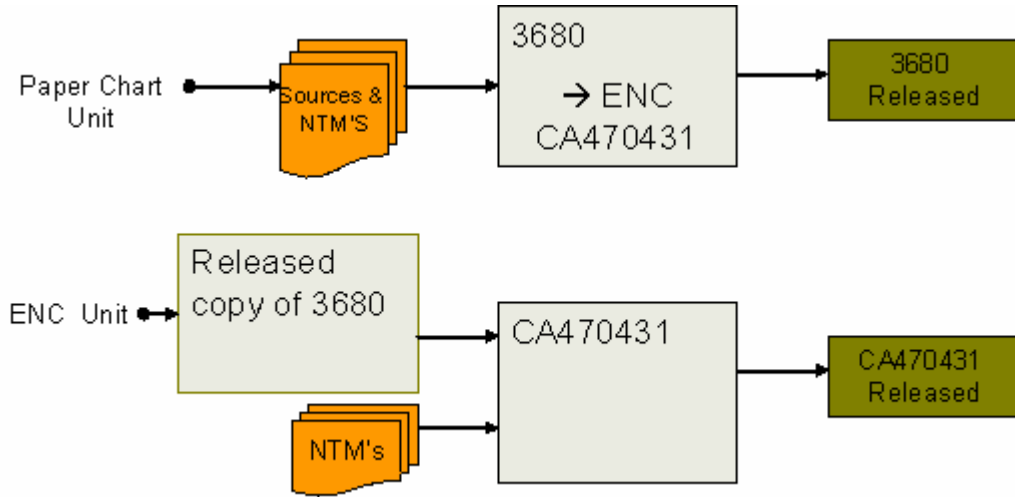 Paper Chart
Unit
Sources &
NTM'S
3680
→ ENC
CA470431
3680
Released
ENC Unit
Released
copy of 3680
NTM's
CA470431
CA470431
Released